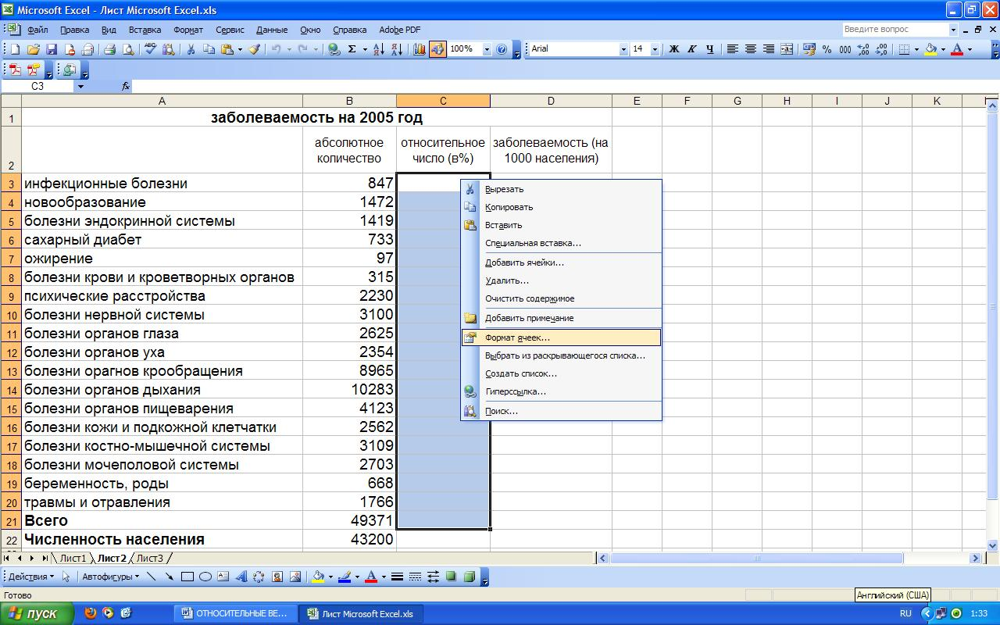 Microsoft Excel - Лист Microsoft Excel.xls
Файл Правка Вид Вставка Формат Сервис Данные Окно Справка Adobe PDF Введите вопрос
100% Arial 14 Ж К Ч % 000
C3 fx
A B C D E F G H I J K
1 заболеваемость на 2005 год
2 абсолютное количество относительное число (в%) заболеваемость (на 1000 населения)
3 инфекционные болезни 847
4 новообразование 1472
5 болезни эндокринной системы 1419
6 сахарный диабет 733
7 ожирение 97
8 болезни крови и кроветворных органов 315
9 психические расстройства 2230
10 болезни нервной системы 3100
11 болезни органов глаза 2625
12 болезни органов уха 2354
13 болезни орагнов крообращения 8965
14 болезни органов дыхания 10283
15 болезни органов пищеварения 4123
16 болезни кожи и подкожной клетчатки 2562
17 болезни костно-мышечной системы 3109
18 болезни мочеполовой системы 2703
19 беременность, роды 668
20 травмы и отравления 1766
21 Всего 49371
22 Численность населения 43200
Вырезать
Копировать
Вставить
Специальная вставка...
Добавить ячейки...
Удалить...
Очистить содержимое
Добавить примечание
Формат ячеек...
Выбрать из раскрывающегося списка...
Создать список...
Гиперссылка...
Поиск...
Лист1 Лист2 Лист3
Действия Автофигуры
Готово
Английский (США)
пуск ОТНОСИТЕЛЬНЫЕ ВЕ... Лист Microsoft Excel.xls RU 1:33